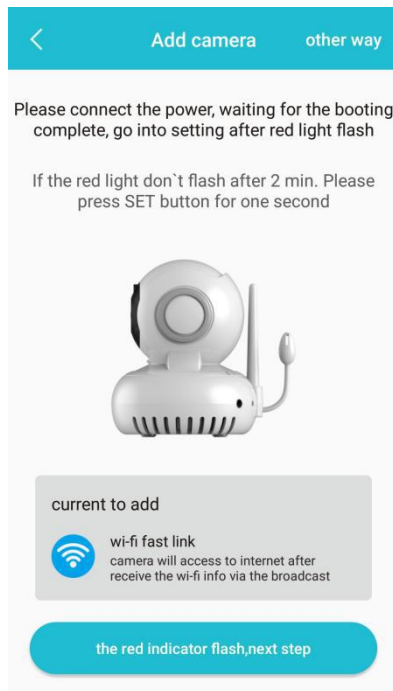 Add camera
other way
Please connect the power, waiting for the booting
complete, go into setting after red light flash
If the red light don`t flash after 2 min. Please
press SET button for one second
current to add
wi-fi fast link
camera will access to internet after
receive the wi-fi info via the broadcast
the red indicator flash,next step